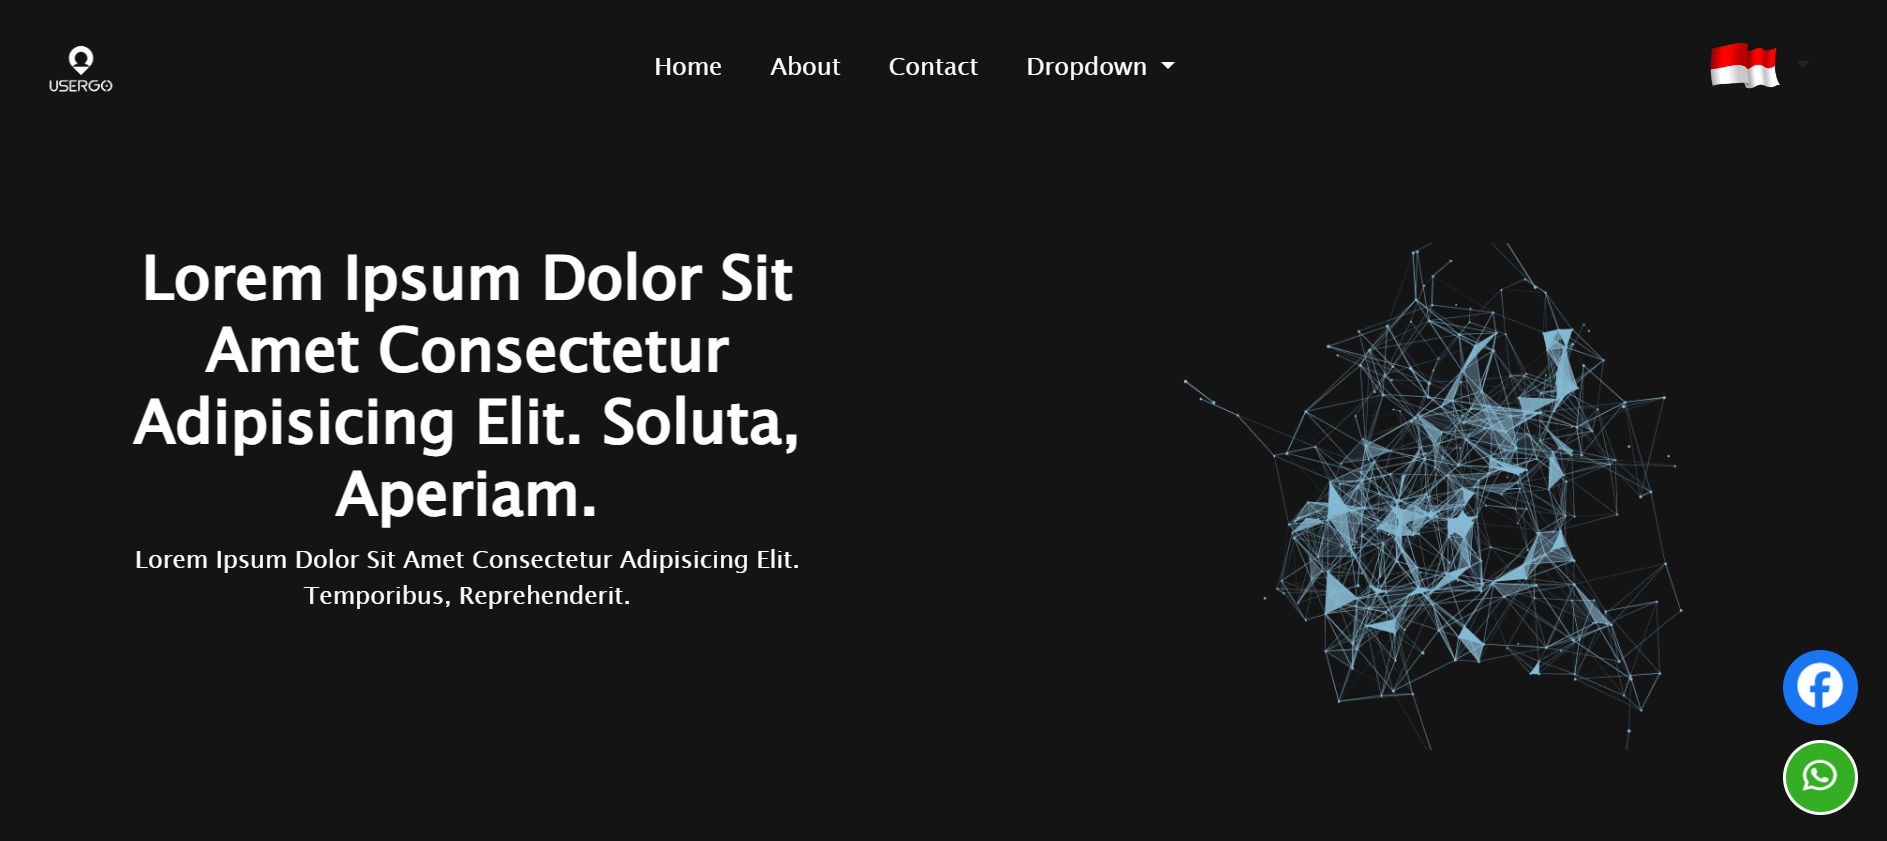 USERGO
Home
About
Contact
Dropdown
Lorem Ipsum Dolor Sit
Amet Consectetur
Adipisicing Elit. Soluta,
Aperiam.
Lorem Ipsum Dolor Sit Amet Consectetur Adipisicing Elit.
Temporibus, Reprehenderit.